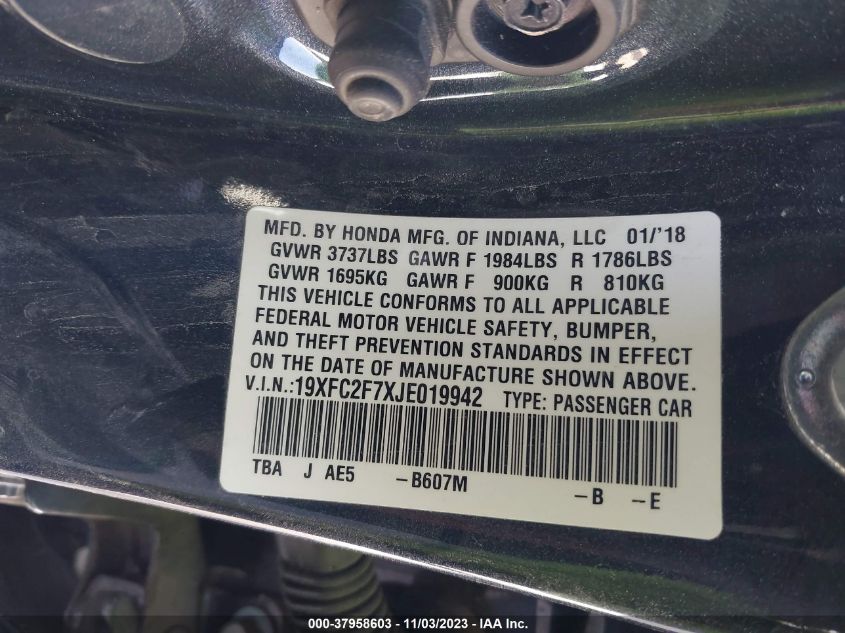 MFD. BY HONDA MFG. OF INDIANA, LLC 01/'18
GVWR 3737LBS GAWR F 1984LBS R 1786LBS
GVWR 1695KG GAWR F 900KG R 810KG
THIS VEHICLE CONFORMS TO ALL APPLICABLE
FEDERAL MOTOR VEHICLE SAFETY, BUMPER,
AND THEFT PREVENTION STANDARDS IN EFFECT
ON THE DATE OF MANUFACTURE SHOWN ABOVE.
V.I.N.:19XFC2F7XJE019942 TYPE: PASSENGER CAR
TBA J AE5 -B607M -B -E
000-37958603 - 11/03/2023 - IAA Inc.